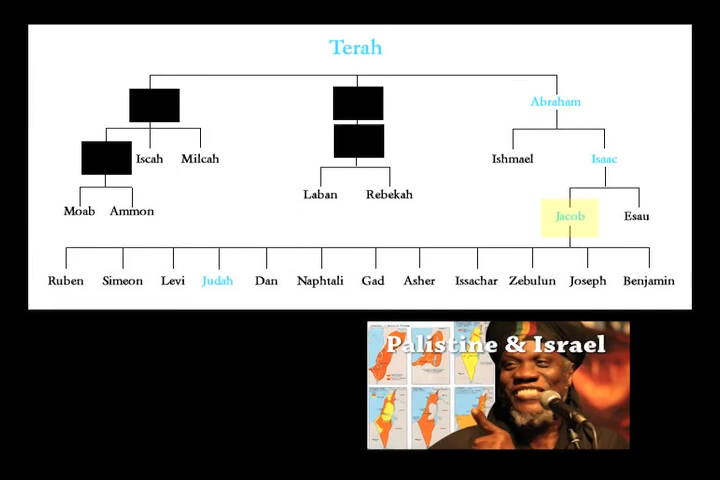 Terah
Abraham
Iscah Milcah Ishmael Isaac
Laban Rebekah
Moab Ammon Jacob Esau
Ruben Simeon Levi Judah Dan Naphtali Gad Asher Issachar Zebulun Joseph Benjamin
Palistine & Israel